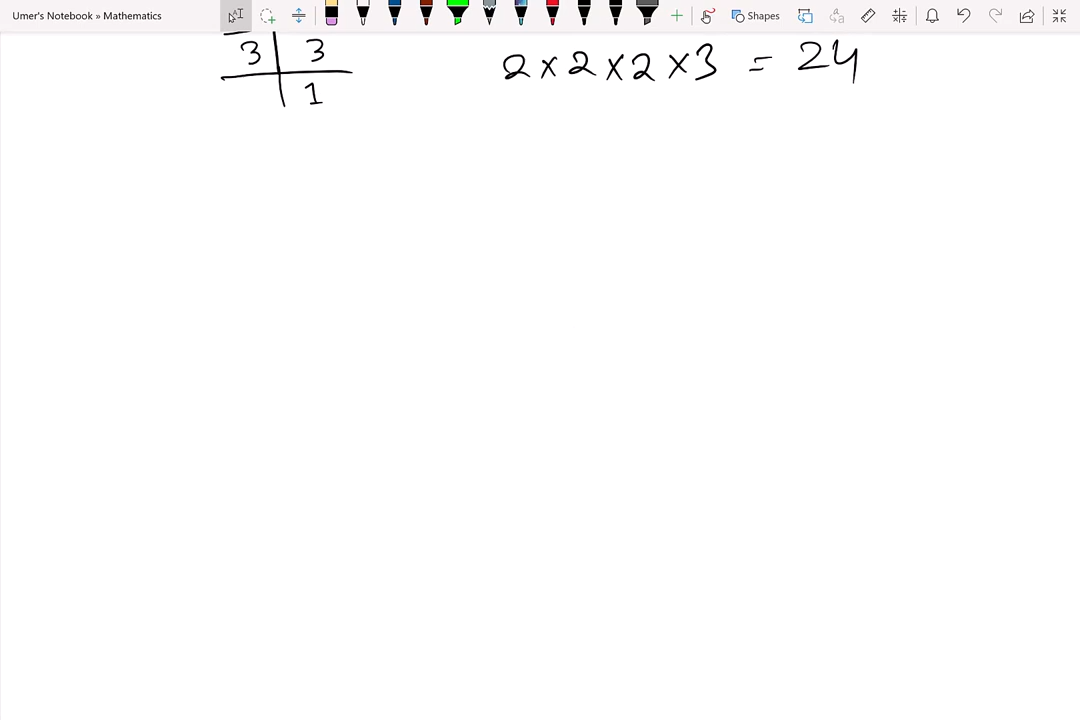 Umer's Notebook » Mathematics
Shapes
3 | 3 2 × 2 × 2 × 3 = 24
1